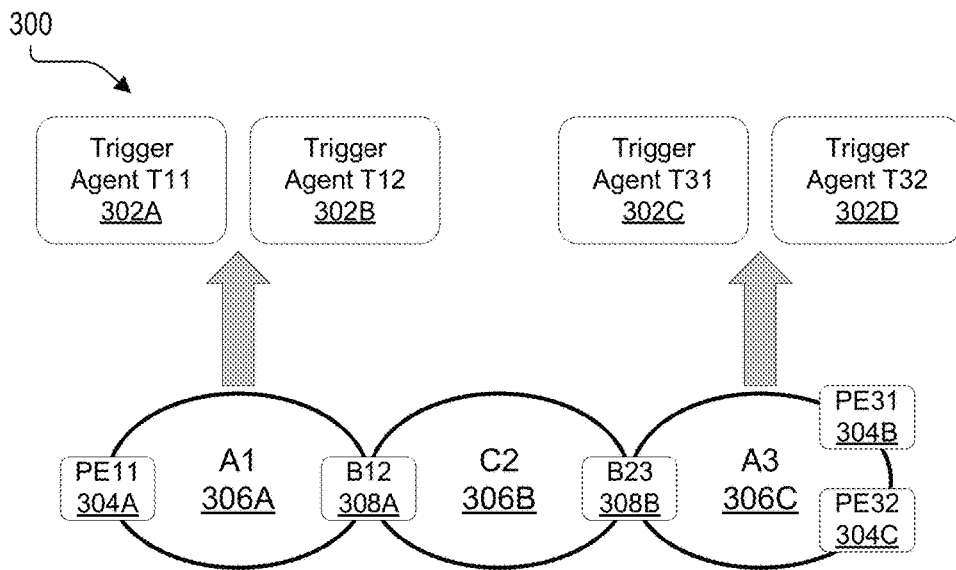 300
Trigger
Agent T11
302A
Trigger
Agent T12
302B
Trigger
Agent T31
302C
Trigger
Agent T32
302D
PE11
304A
A1
306A
B12
308A
C2
306B
B23
308B
A3
306C
PE31
304B
PE32
304C